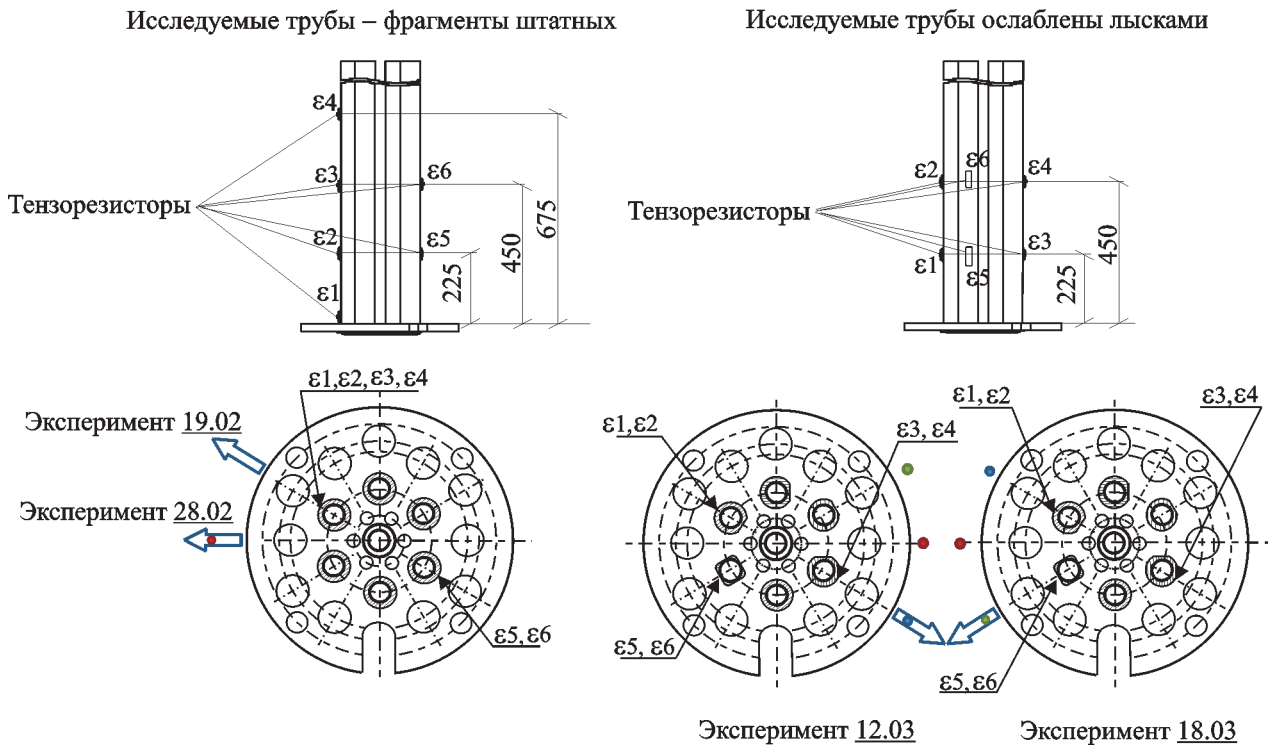 Исследуемые трубы – фрагменты штатных
Исследуемые трубы ослаблены лысками
ε4
ε3
ε6
Тензорезисторы
ε2
ε5
ε1
225
450
675
ε2
ε6
ε4
Тензорезисторы
ε1
ε5
ε3
225
450
ε1,ε2,ε3,ε4
Эксперимент 19.02
Эксперимент 28.02
ε5,ε6
ε1,ε2
ε3,ε4
ε5, ε6
ε1,ε2
ε3,ε4
ε5,ε6
Эксперимент 12.03
Эксперимент 18.03